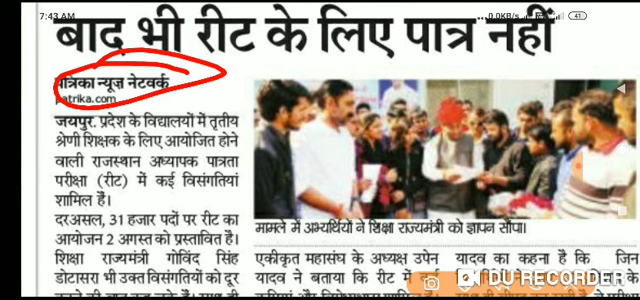 7:43 AM
...0.0KB/s
41
बाद भी रीट के लिए पात्र नहीं
पत्रिका न्यूज़ नेटवर्क
patrika.com
जयपुर. प्रदेश के विद्यालयों में तृतीय
श्रेणी शिक्षक के लिए आयोजित होने
वाली राजस्थान अध्यापक पात्रता
परीक्षा (रीट) में कई विसंगतियां
शामिल हैं।
दरअसल, 31 हजार पदों पर रीट का
आयोजन 2 अगस्त को प्रस्तावित है।
शिक्षा राज्यमंत्री गोविंद सिंह
डोटासरा भी उक्त विसंगतियों को दूर
मामले में अभ्यर्थियों ने शिक्षा राज्यमंत्री को ज्ञापन सौंपा।
एकीकृत महासंघ के अध्यक्ष उपेन
यादव ने बताया कि रीट में कई
यादव का कहना है कि
जिन
DU RECORDER